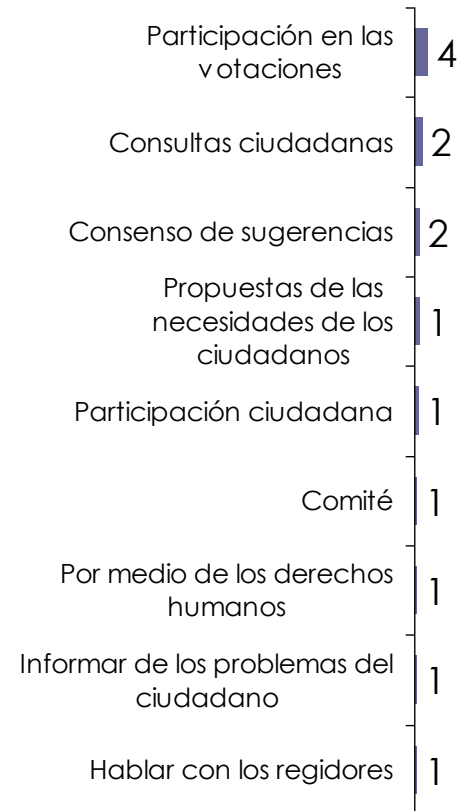 Participación en las
votaciones
4
Consultas ciudadanas
2
Consenso de sugerencias
2
Propuestas de las
necesidades de los
ciudadanos
1
Participación ciudadana
1
Comité
1
Por medio de los derechos
humanos
1
Informar de los problemas del
ciudadano
1
Hablar con los regidores
1